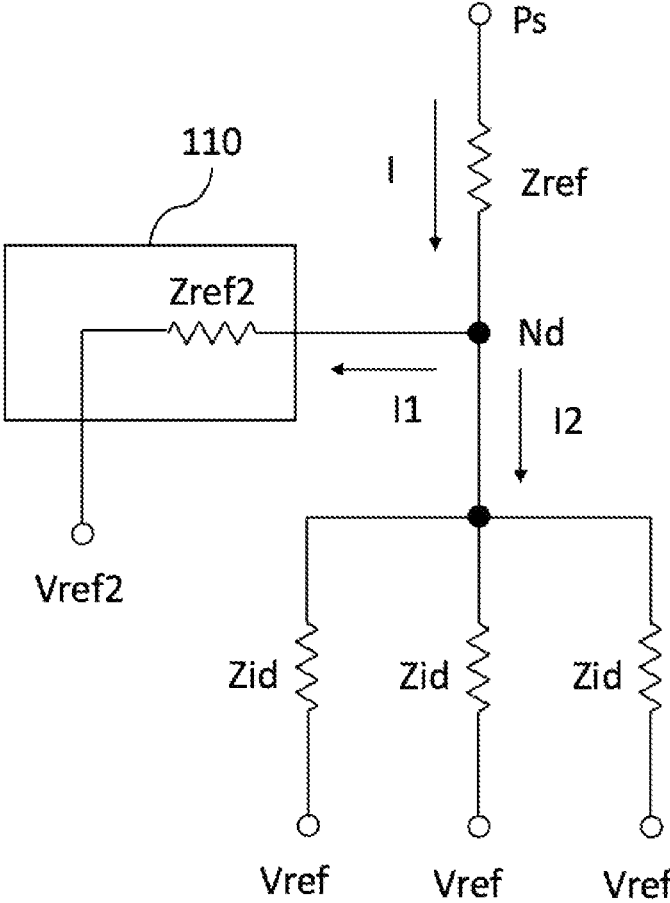 Ps
110
I
Zref
Zref2
Nd
I1
I2
Vref2
Zid
Zid
Zid
Vref
Vref
Vref